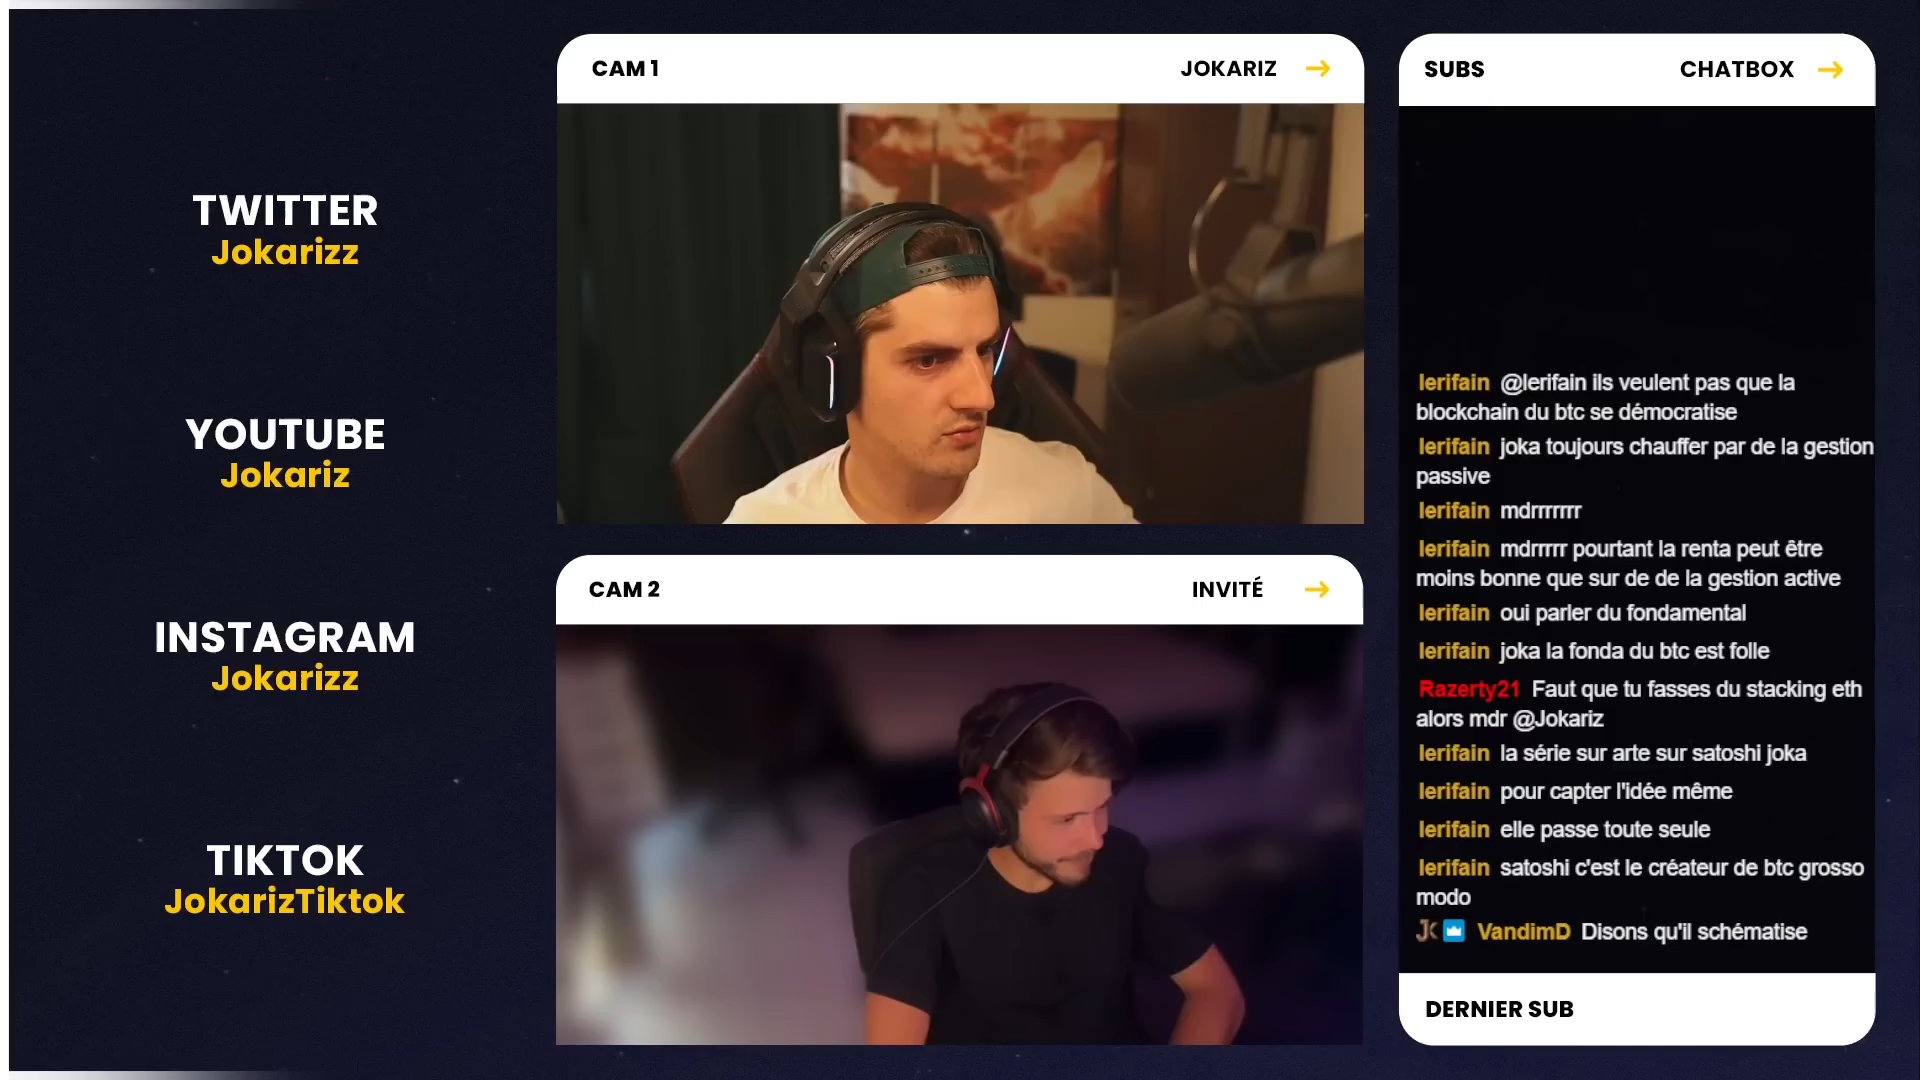 TWITTER
Jokarizz
YOUTUBE
Jokariz
INSTAGRAM
Jokarizz
TIKTOK
JokarizTiktok
CAM 1 JOKARIZ
CAM 2 INVITÉ
SUBS CHATBOX
lerifain @lerifain ils veulent pas que la
blockchain du btc se démocratise
lerifain joka toujours chauffer par de la gestion
passive
lerifain mdrrrrrrr
lerifain mdrrrrr pourtant la renta peut être
moins bonne que sur de de la gestion active
lerifain oui parler du fondamental
lerifain joka la fonda du btc est folle
Razerty21 Faut que tu fasses du stacking eth
alors mdr @Jokariz
lerifain la série sur arte sur satoshi joka
lerifain pour capter l'idée même
lerifain elle passe toute seule
lerifain satoshi c'est le créateur de btc grosso
modo
JK VandimD Disons qu'il schématise
DERNIER SUB